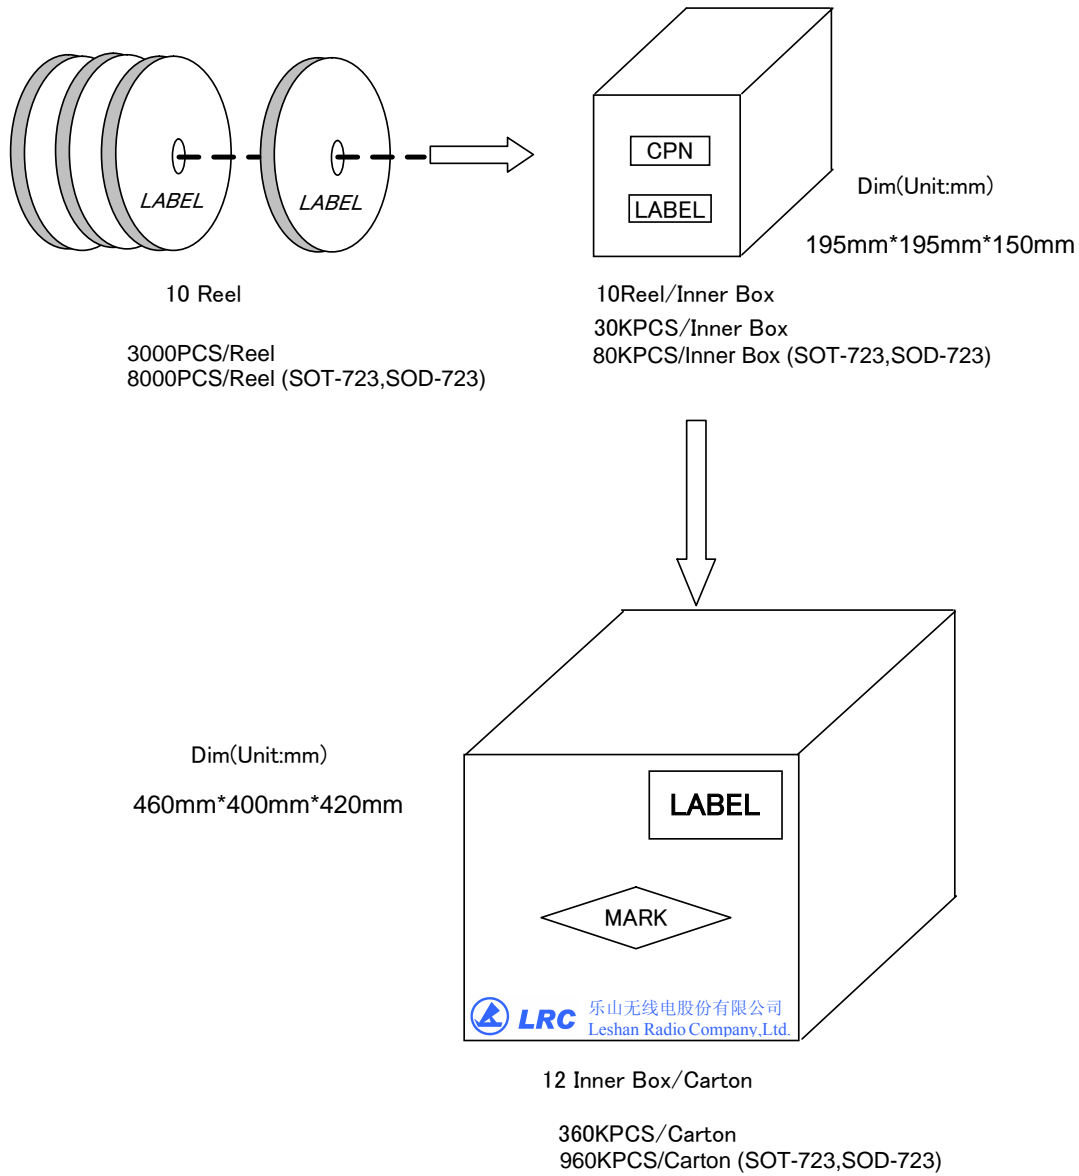 LABEL
LABEL
10 Reel
3000PCS/Reel
8000PCS/Reel (SOT-723,SOD-723)
CPN
LABEL
Dim(Unit:mm)
195mm*195mm*150mm
10Reel/Inner Box
30KPCS/Inner Box
80KPCS/Inner Box (SOT-723,SOD-723)
Dim(Unit:mm)
460mm*400mm*420mm
LABEL
MARK
LRC
乐山无线电股份有限公司
Leshan Radio Company,Ltd.
12 Inner Box/Carton
360KPCS/Carton
960KPCS/Carton (SOT-723,SOD-723)